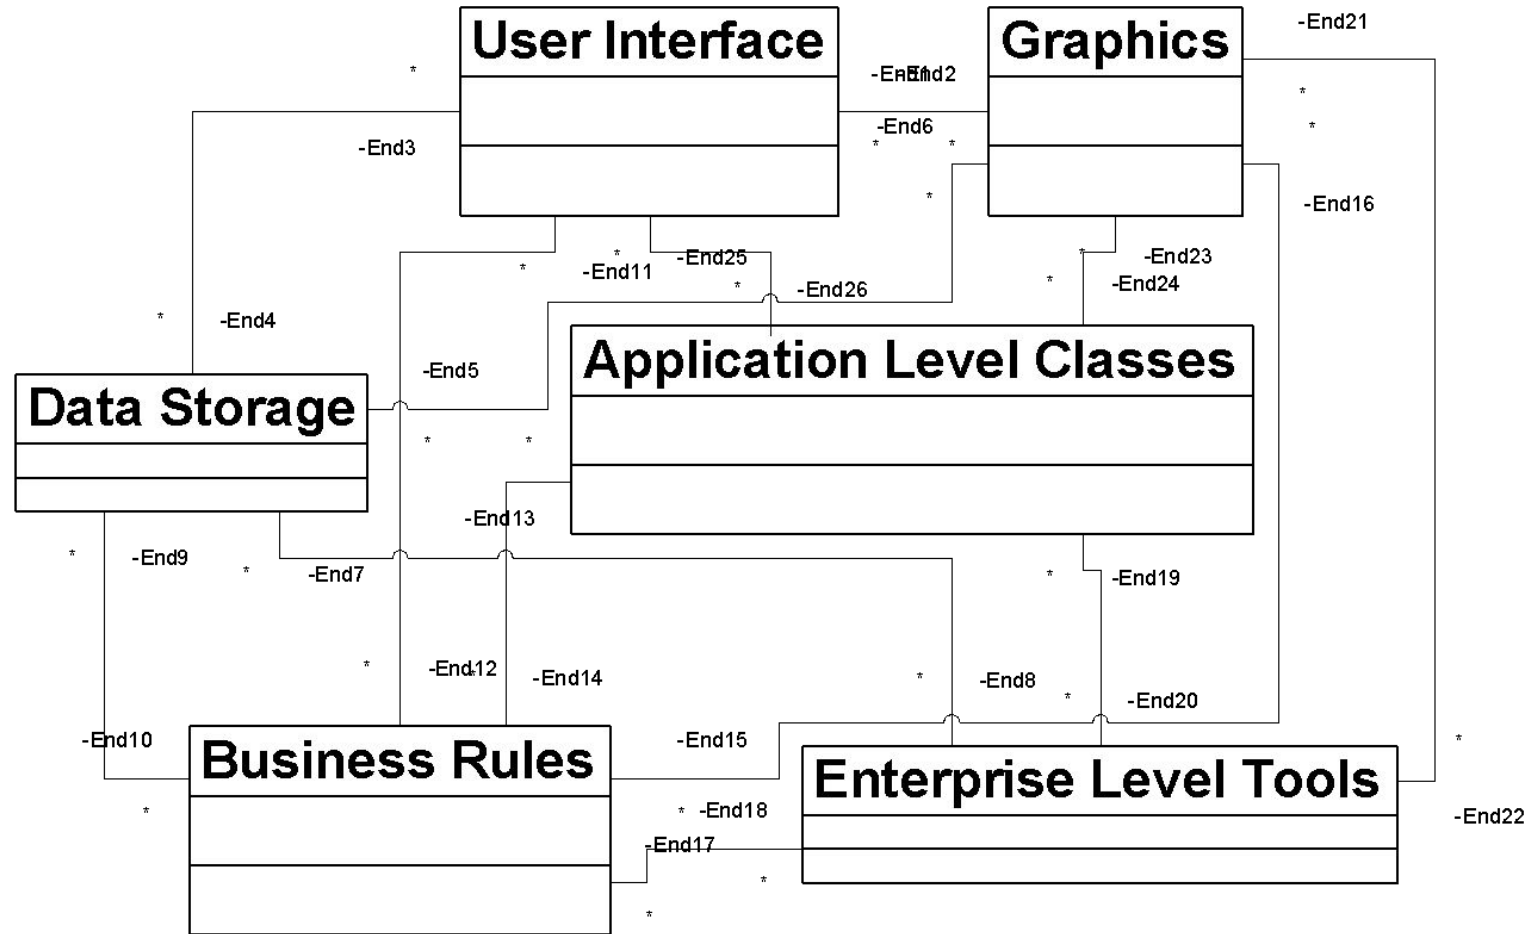 User Interface
Graphics
-End21
*
-End1
-End2
*
-End6
*
*
*
-End3
*
-End16
*
*
-End25
-End23
*
-End11
*
-End24
*
-End26
*
-End4
Application Level Classes
-End5
Data Storage
*
*
-End13
*
-End9
*
-End7
*
-End19
*
-End12
*
-End14
*
-End8
*
-End20
-End10
-End15
*
Business Rules
Enterprise Level Tools
*
*
-End18
-End22
-End17
*
*